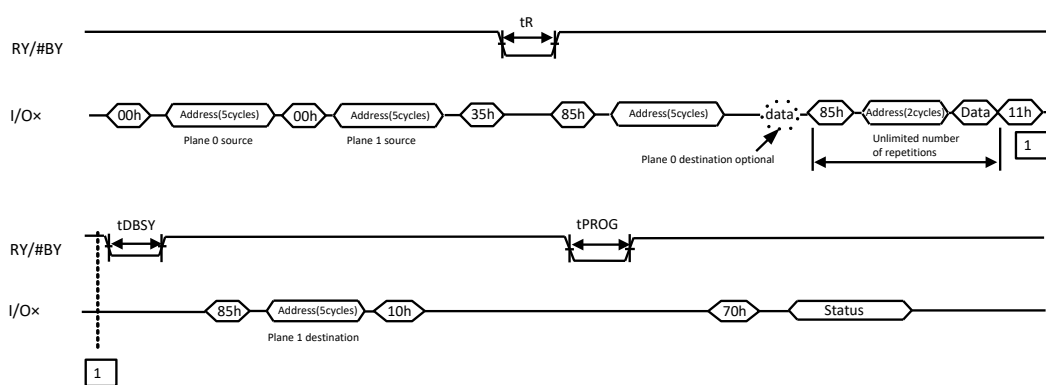 tR
RY/#BY
I/O×
00h
Address(5cycles)
00h
Address(5cycles)
35h
85h
Address(5cycles)
data
85h
Address(2cycles)
Data
11h
Plane 0 source
Plane 1 source
Plane 0 destination optional
Unlimited number
of repetitions
1
tDBSY
tPROG
RY/#BY
I/O×
85h
Address(5cycles)
10h
70h
Status
Plane 1 destination
1